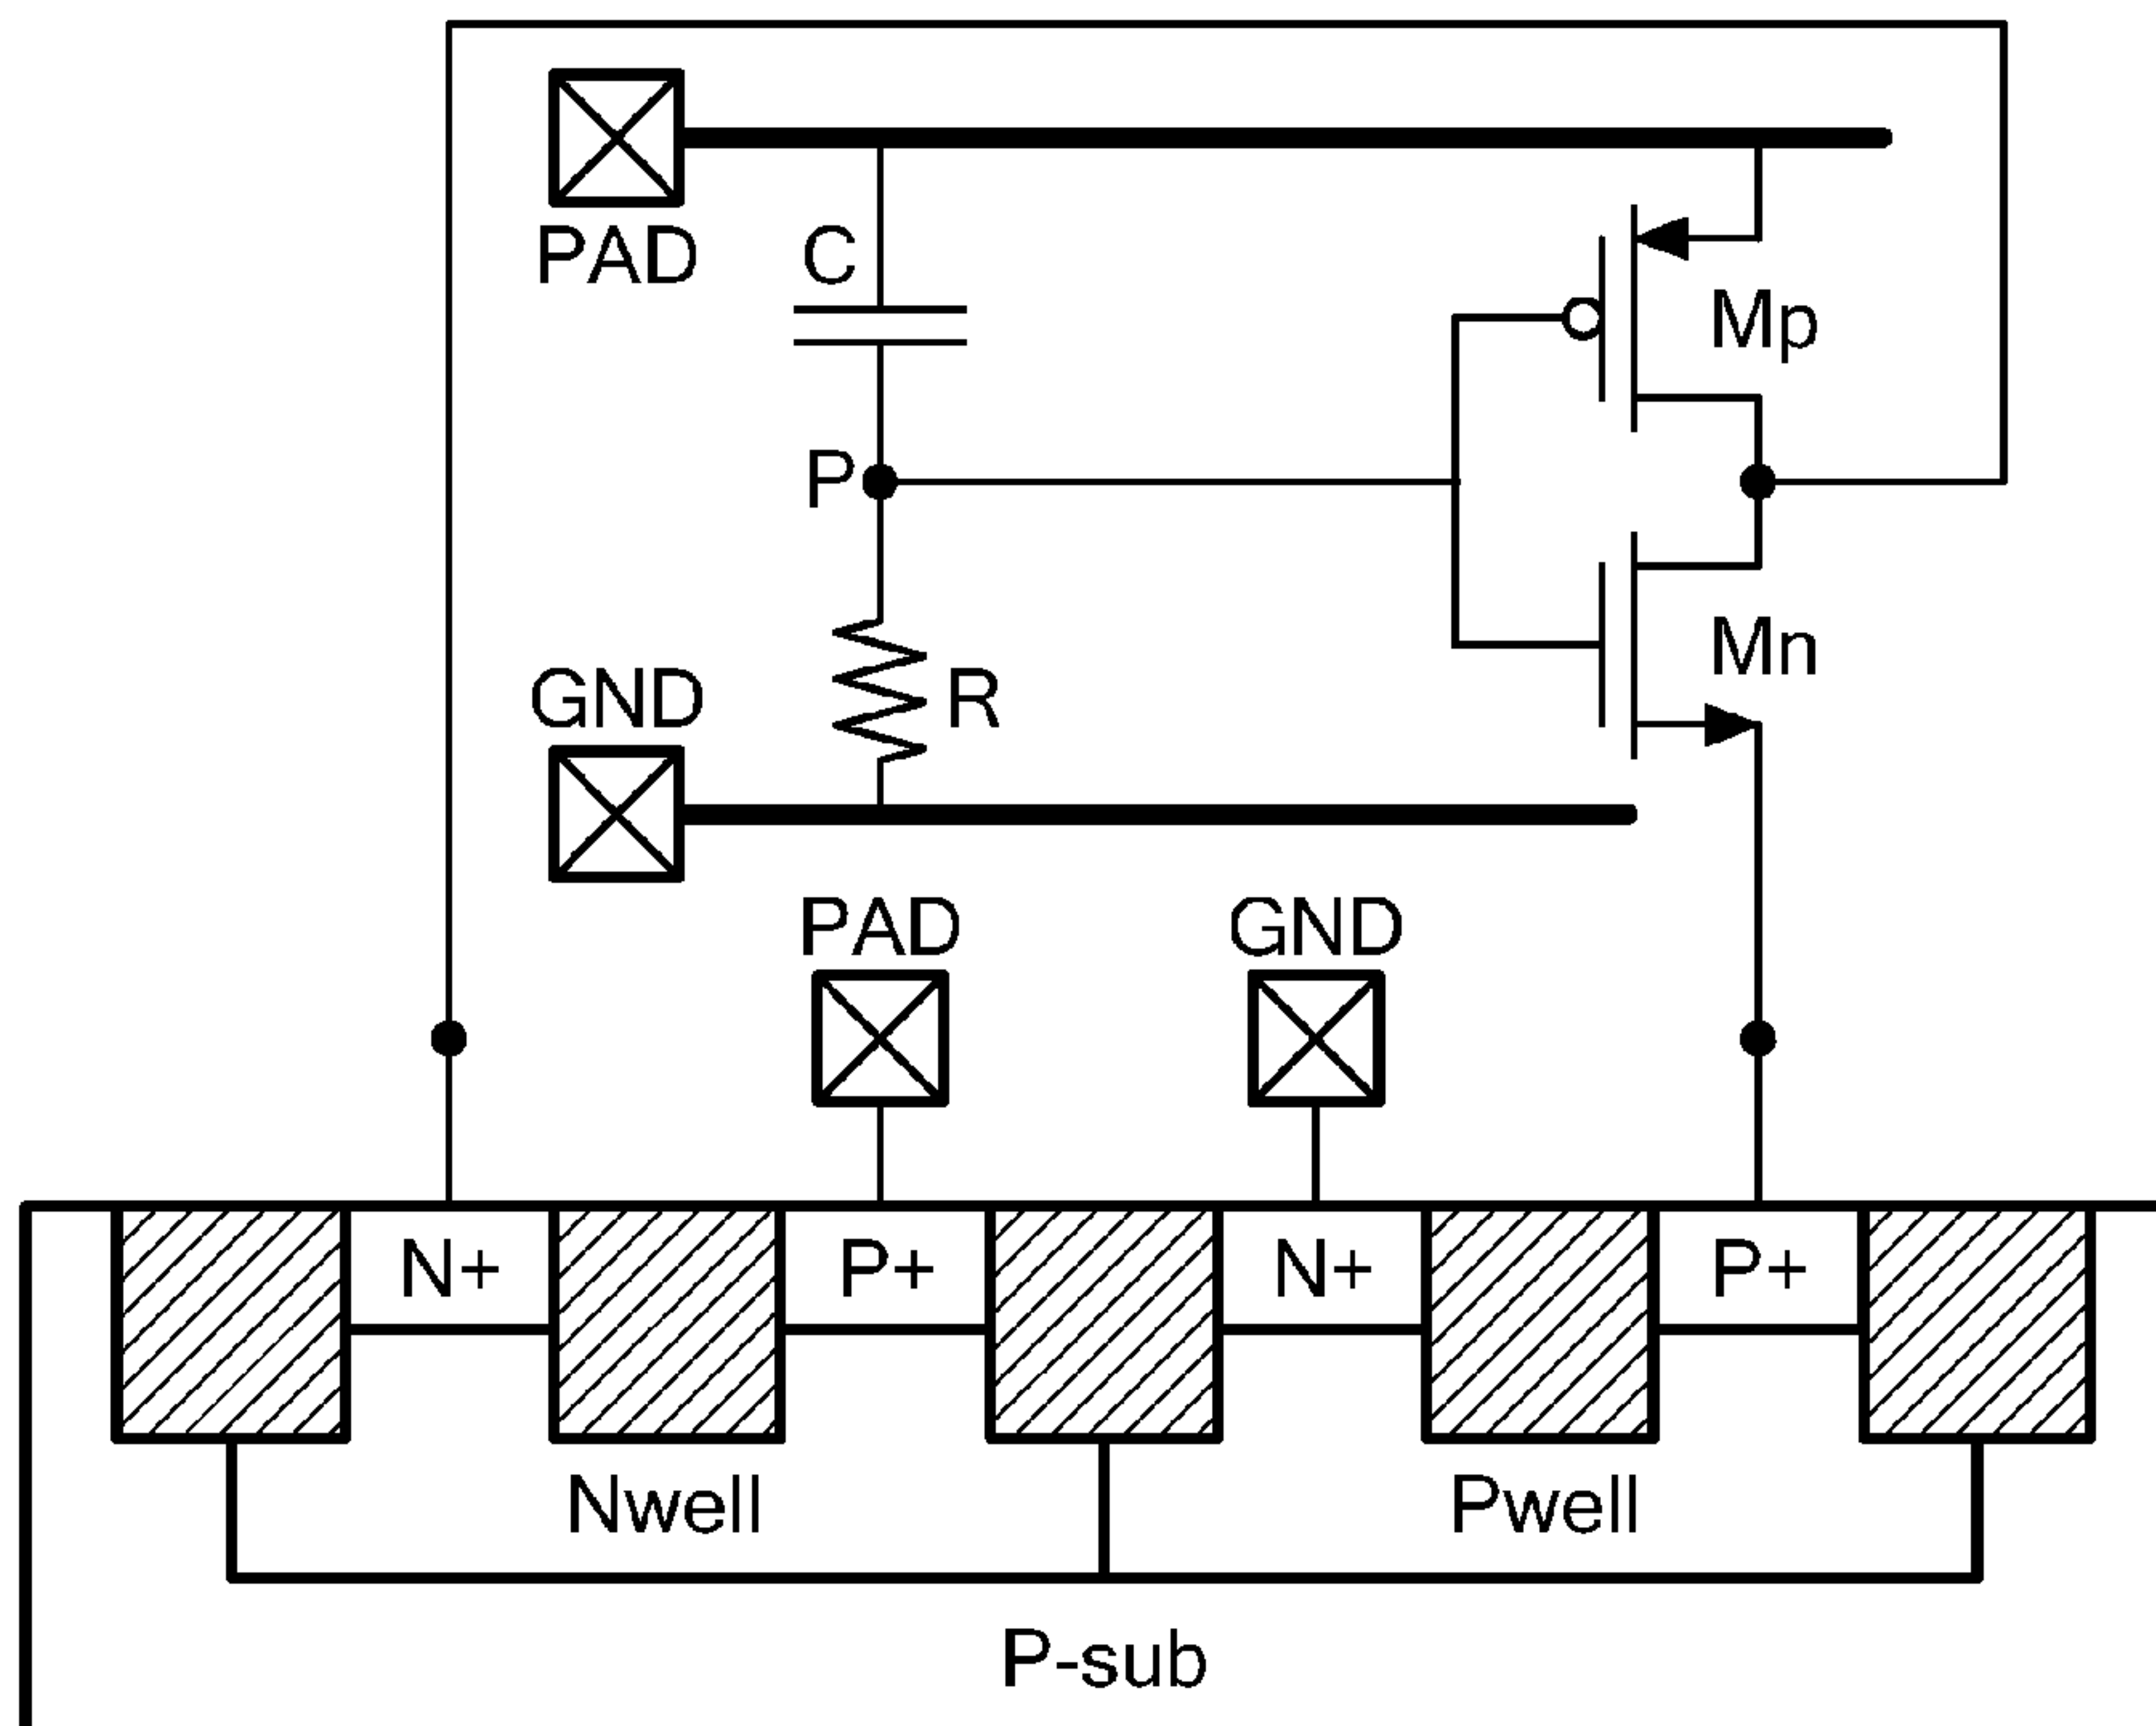 PAD
C
Mp
P
Mn
GND
R
PAD
GND
N+
P+
N+
P+
Nwell
Pwell
P-sub